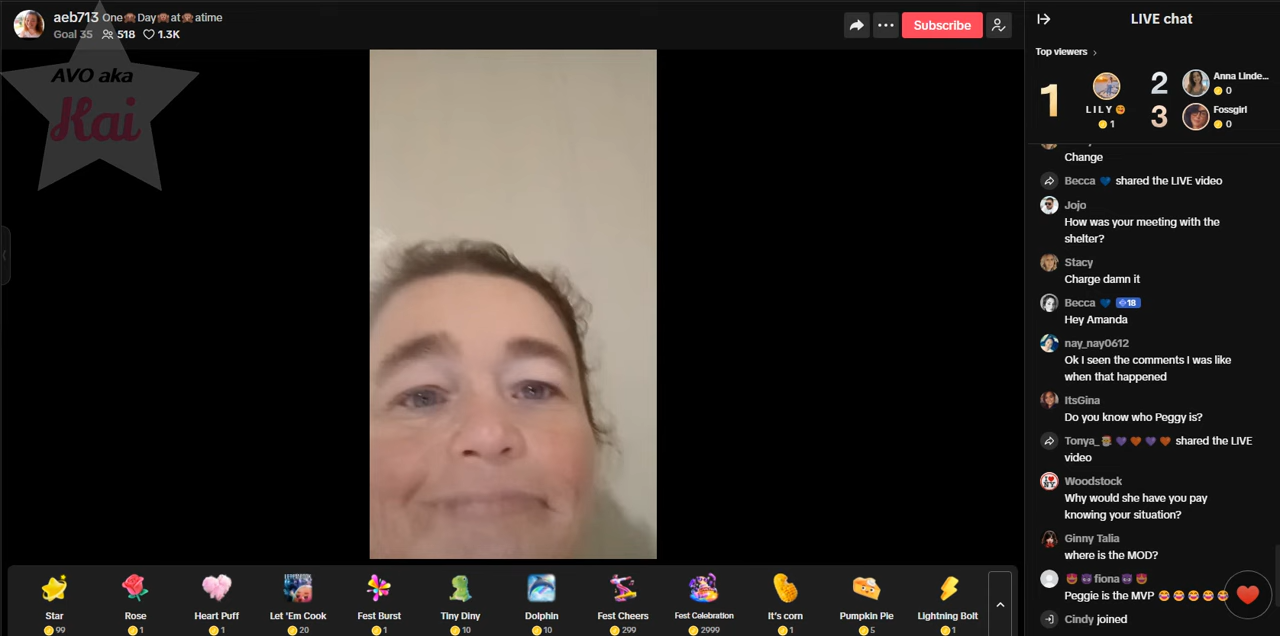 aeb713 One🙈Day🙈at🙈atime
Goal 35 518 1.3K
Subscribe
AVO aka
Kai
LIVE chat
Top viewers >
1
L I L Y 😊
1
2
Anna Linde...
0
3
Fossgirl
0
Change
Becca 💙 shared the LIVE video
Jojo
How was your meeting with the
shelter?
Stacy
Charge damn it
Becca 💙 18
Hey Amanda
nay_nay0612
Ok I seen the comments I was like
when that happened
ItsGina
Do you know who Peggy is?
Tonya_ 💜 🧡 💜 🧡 shared the LIVE
video
Woodstock
Why would she have you pay
knowing your situation?
Ginny Talia
where is the MOD?
fiona
Peggie is the MVP 😍😍😍😍😍
Cindy joined
Star
99
Rose
1
Heart Puff
1
Let 'Em Cook
20
Fest Burst
1
Tiny Diny
10
Dolphin
10
Fest Cheers
299
Fest Celebration
2999
It's corn
1
Pumpkin Pie
5
Lightning Bolt
1